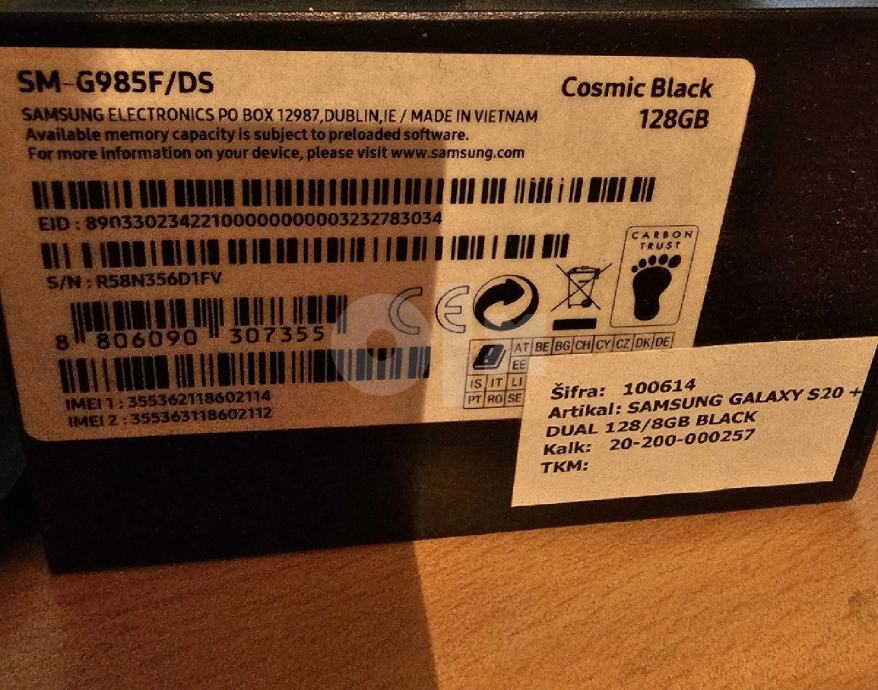 SM-G985F/DS
Cosmic Black
128GB
SAMSUNG ELECTRONICS PO BOX 12987,DUBLIN,IE / MADE IN VIETNAM
Available memory capacity is subject to preloaded software.
For more information on your device, please visit www.samsung.com
EID : 89033023422100000000003232783034
S/N : R58N356D1FV
CARBON
TRUST
CE
8 806090 307355
AT BE BG CH CY CZ DK DE
EE
IS IT LI
PT RO SE
IMEI 1 : 355362118602114
IMEI 2 : 355363118602112
Šifra: 100614
Artikal: SAMSUNG GALAXY S20 +
DUAL 128/8GB BLACK
Kalk: 20-200-000257
TKM: